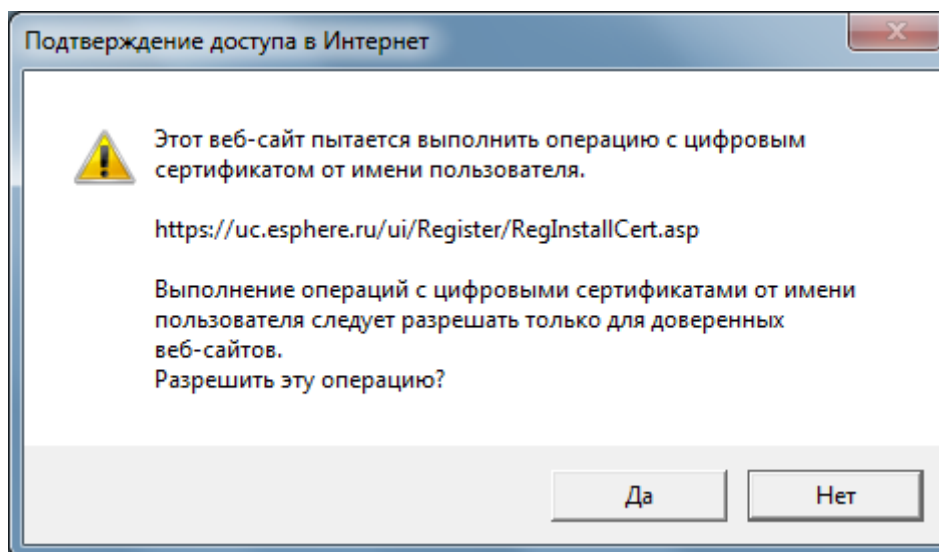 Подтверждение доступа в Интернет
Этот веб-сайт пытается выполнить операцию с цифровым
сертификатом от имени пользователя.
https://uc.esphere.ru/ui/Register/RegInstallCert.asp
Выполнение операций с цифровыми сертификатами от имени
пользователя следует разрешать только для доверенных
веб-сайтов.
Разрешить эту операцию?
Да
Нет